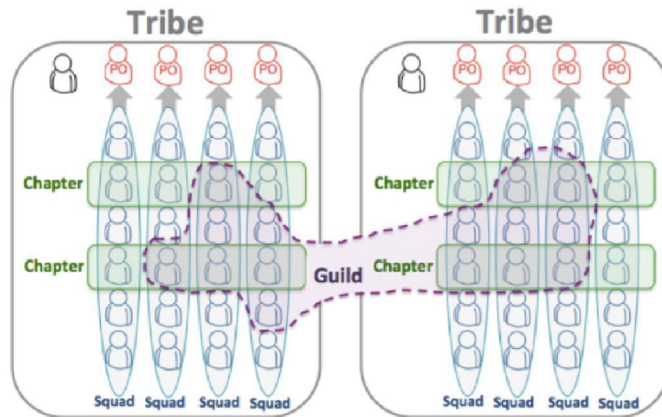 Tribe Tribe
PO PO PO PO PO PO PO PO
Chapter Chapter
Chapter Guild Chapter
Squad Squad Squad Squad Squad Squad Squad Squad